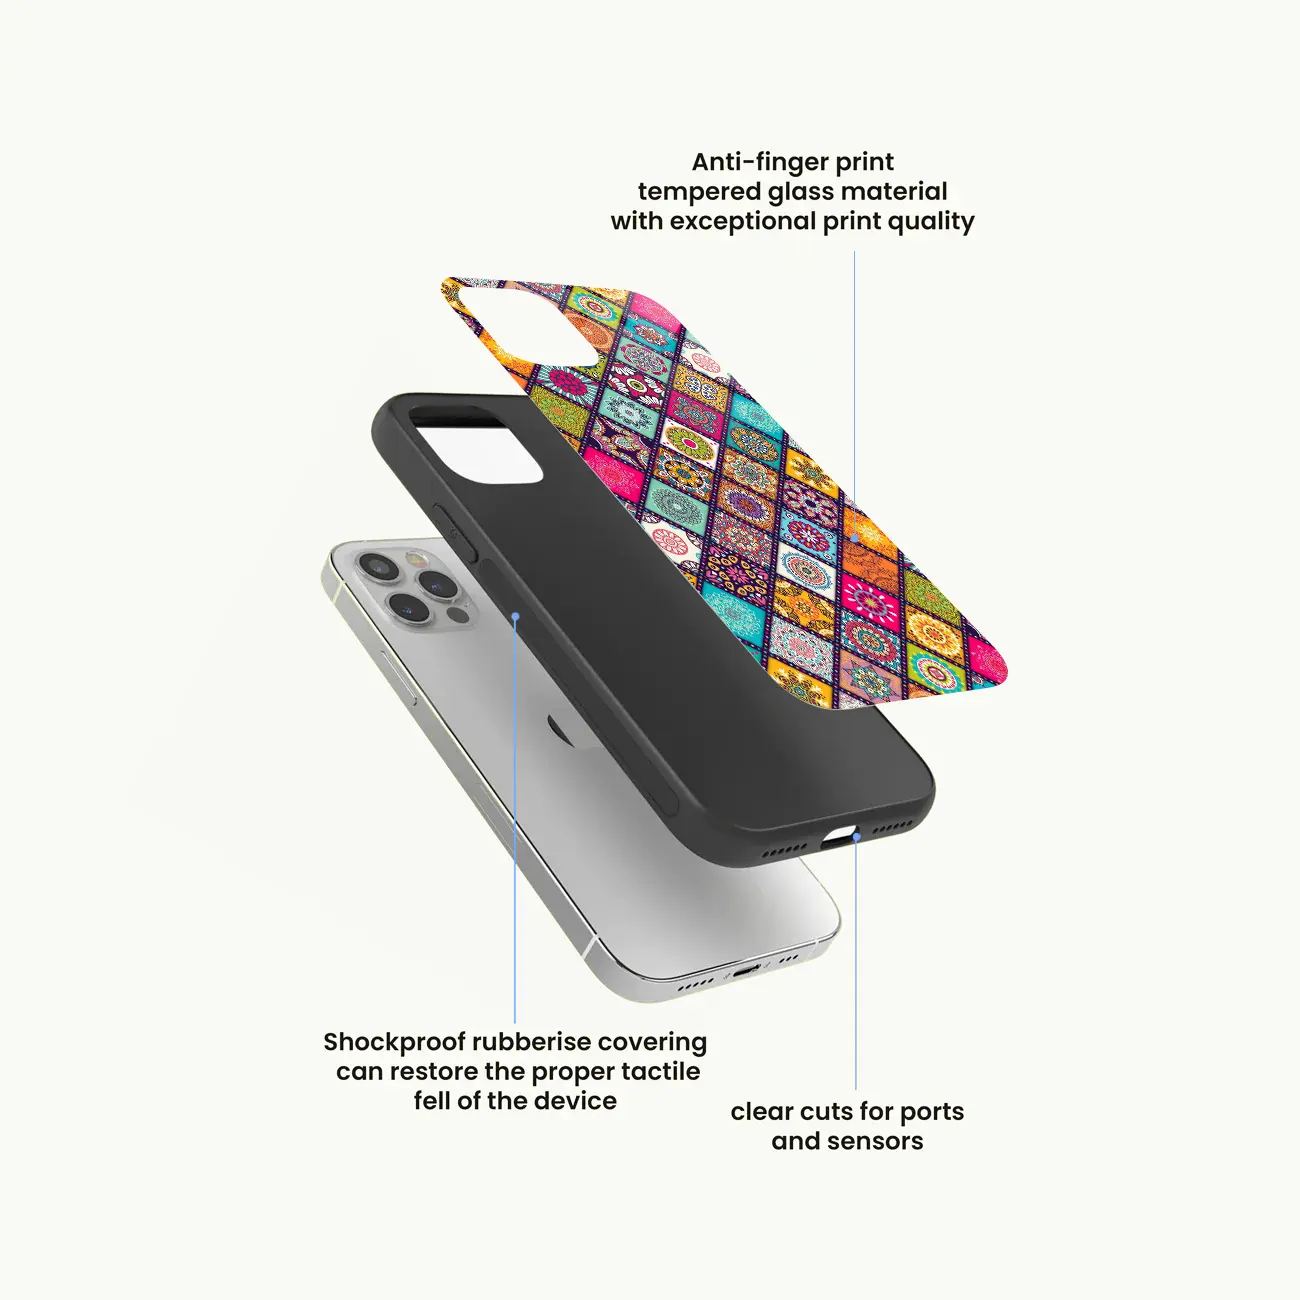 Anti-finger print
tempered glass material
with exceptional print quality
Shockproof rubberise covering
can restore the proper tactile
fell of the device
clear cuts for ports
and sensors